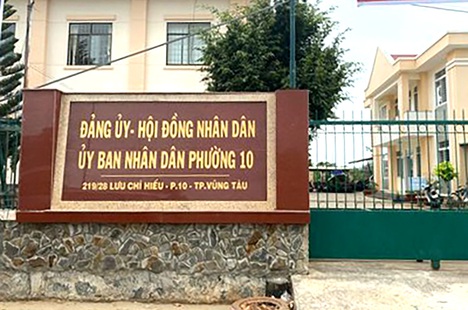 ĐẢNG ỦY- HỘI ĐỒNG NHÂN DÂN
ỦY BAN NHÂN DÂN PHƯỜNG 10
219/28 LƯU CHÍ HIẾU - P.10 - TP.VŨNG TÀU